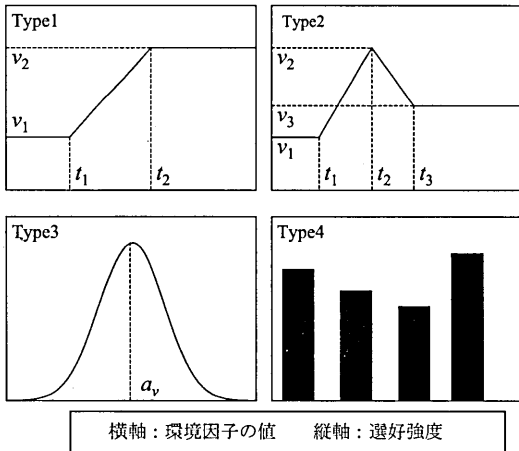 Type1
v2
v1
t1 t2
Type2
v2
v3
v1
t1 t2 t3
Type3
av
Type4
横軸：環境因子の値 縦軸：選好強度